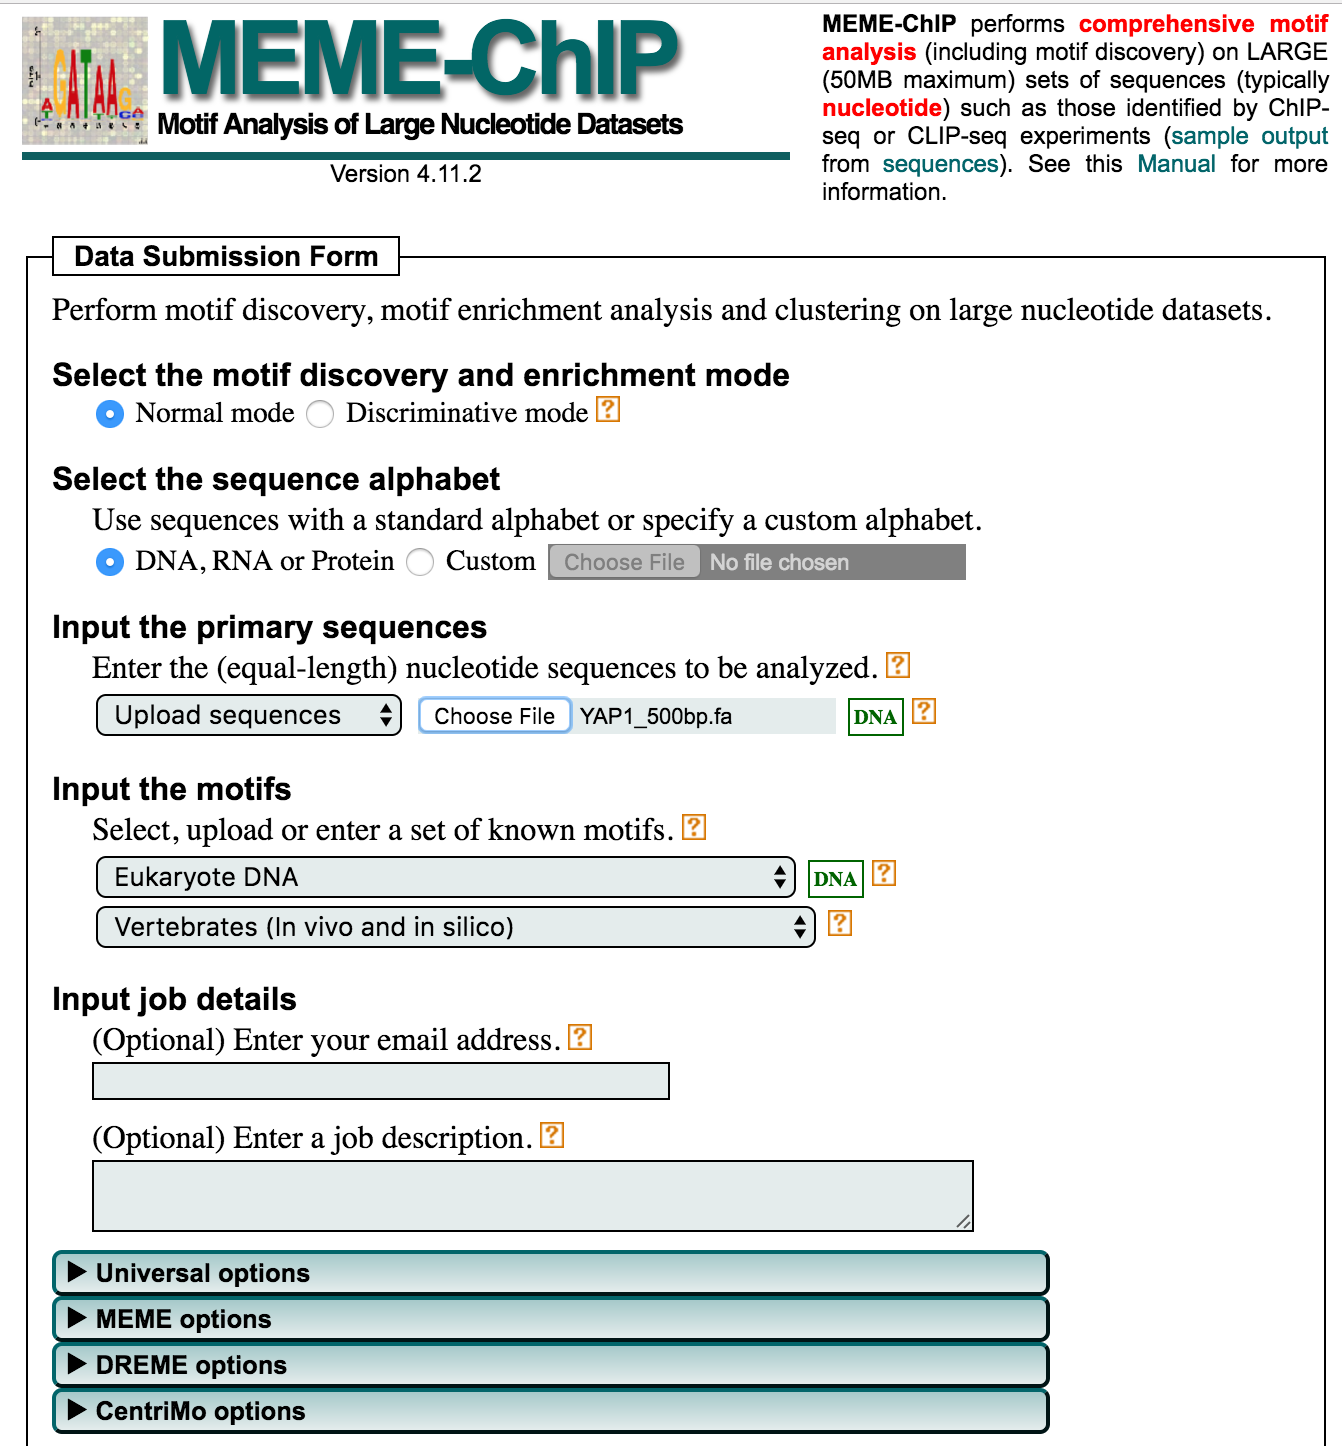 MEME-ChIP
Motif Analysis of Large Nucleotide Datasets
Version 4.11.2
MEME-ChIP performs comprehensive motif
analysis (including motif discovery) on LARGE
(50MB maximum) sets of sequences (typically
nucleotide) such as those identified by ChIP-
seq or CLIP-seq experiments (sample output
from sequences). See this Manual for more
information.
Data Submission Form
Perform motif discovery, motif enrichment analysis and clustering on large nucleotide datasets.
Select the motif discovery and enrichment mode
Normal mode Discriminative mode ?
Select the sequence alphabet
Use sequences with a standard alphabet or specify a custom alphabet.
DNA, RNA or Protein Custom Choose File No file chosen
Input the primary sequences
Enter the (equal-length) nucleotide sequences to be analyzed. ?
Upload sequences Choose File YAP1_500bp.fa DNA ?
Input the motifs
Select, upload or enter a set of known motifs. ?
Eukaryote DNA DNA ?
Vertebrates (In vivo and in silico) ?
Input job details
(Optional) Enter your email address. ?
(Optional) Enter a job description. ?
Universal options
MEME options
DREME options
CentriMo options